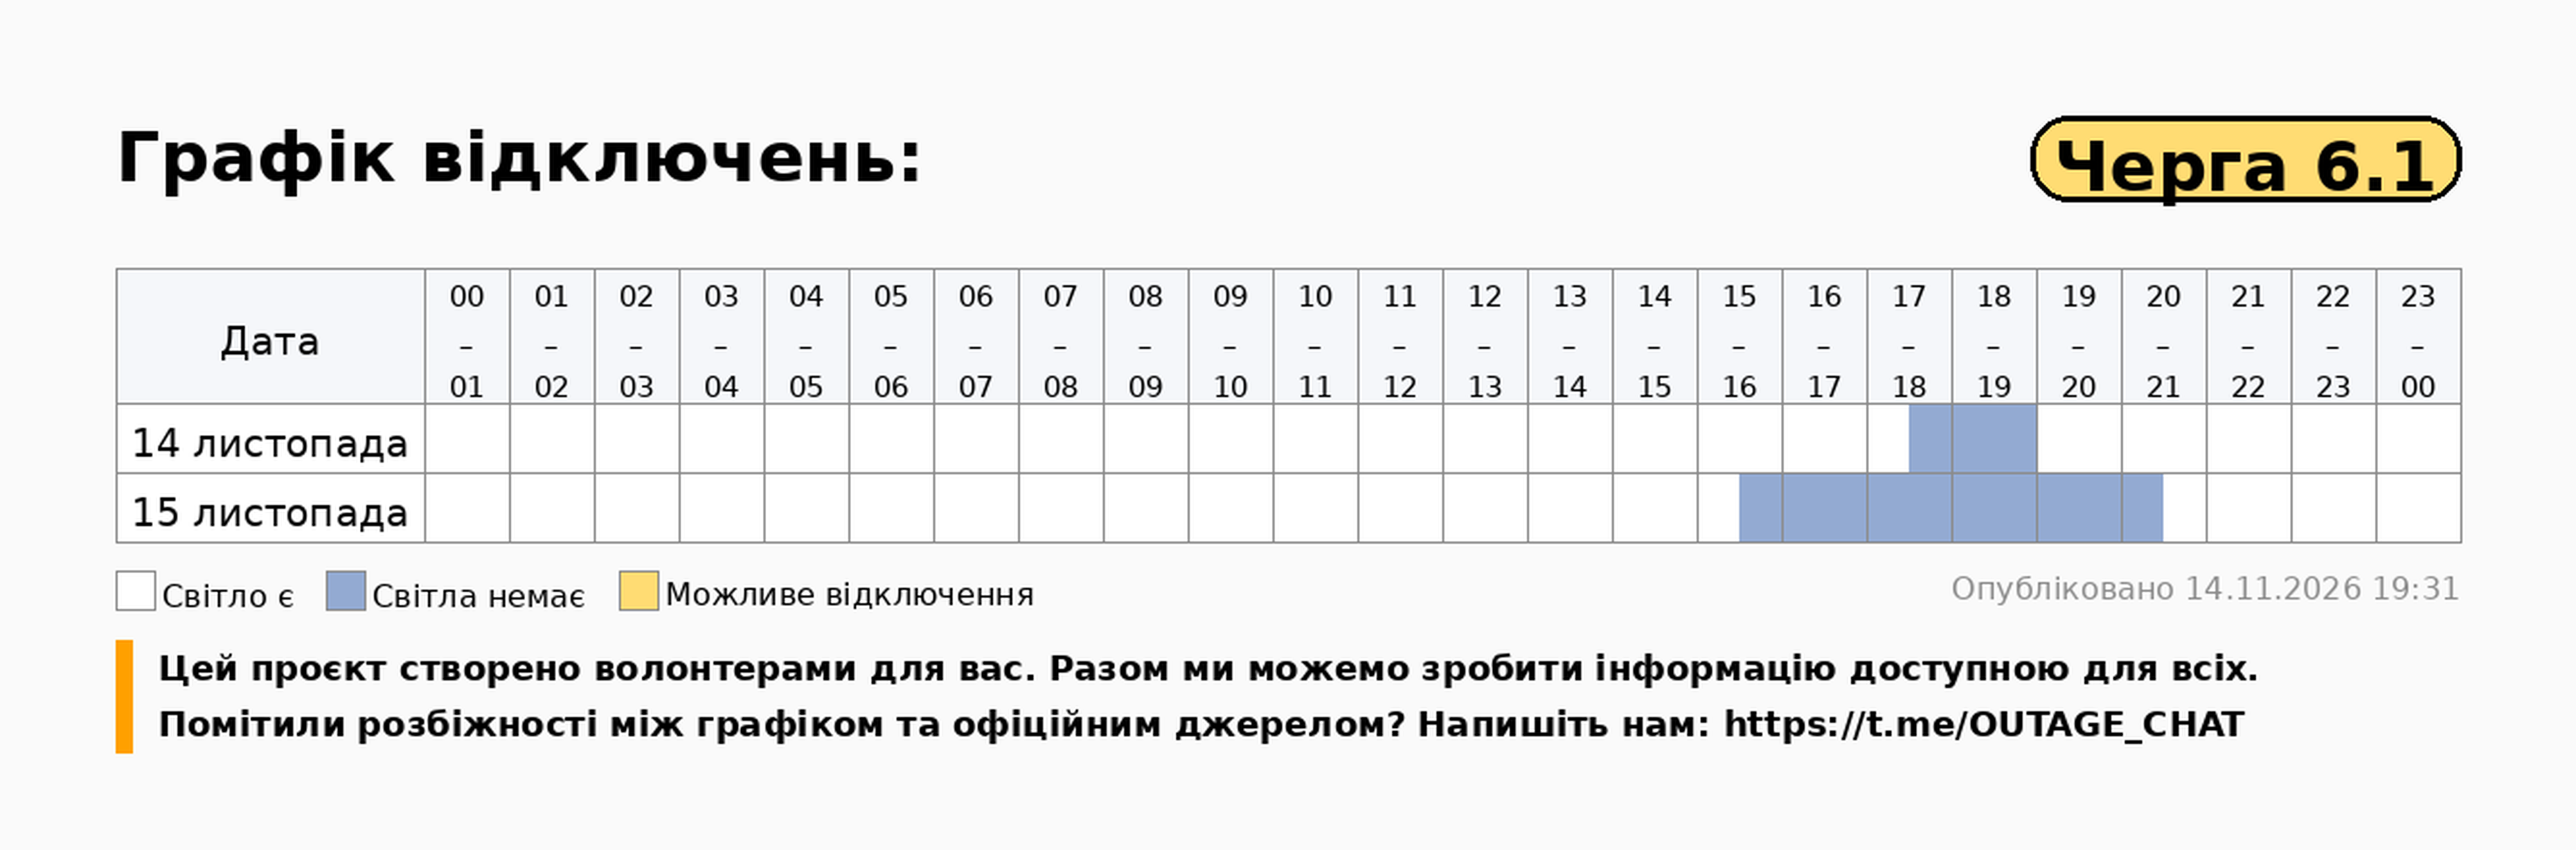 Графік відключень:
Черга 6.1
Дата
00 – 01
01 – 02
02 – 03
03 – 04
04 – 05
05 – 06
06 – 07
07 – 08
08 – 09
09 – 10
10 – 11
11 – 12
12 – 13
13 – 14
14 – 15
15 – 16
16 – 17
17 – 18
18 – 19
19 – 20
20 – 21
21 – 22
22 – 23
23 – 00
14 листопада
15 листопада
Світло є
Світла немає
Можливе відключення
Опубліковано 14.11.2026 19:31
Цей проєкт створено волонтерами для вас. Разом ми можемо зробити інформацію доступною для всіх.
Помітили розбіжності між графіком та офіційним джерелом? Напишіть нам: https://t.me/OUTAGE_CHAT